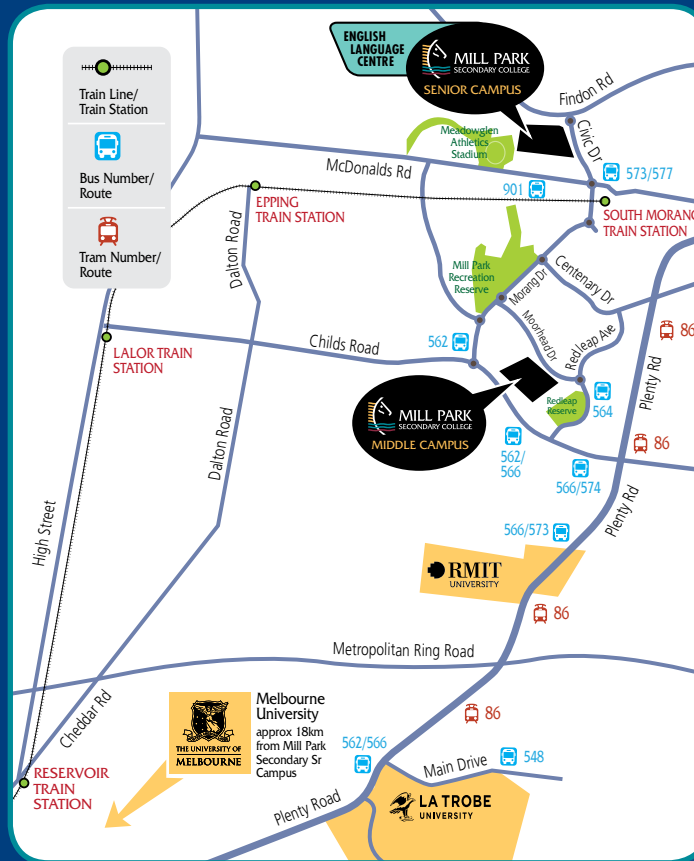 ENGLISH
LANGUAGE
CENTRE
MILL PARK
SECONDARY COLLEGE
SENIOR CAMPUS
Findon Rd
Civic Dr
Train Line/
Train Station
Bus Number/
Route
Tram Number/
Route
Meadowglen
Athletics
Stadium
McDonalds Rd
573/577
901
EPPING
TRAIN STATION
SOUTH MORANG
TRAIN STATION
Dalton Road
Mill Park
Recreation
Reserve
Morang Dr
Centenary Dr
Moorhead Dr
Redleap Ave
86
Childs Road
562
LALOR TRAIN
STATION
Plenty Rd
Redleap
Reserve
564
MILL PARK
SECONDARY COLLEGE
MIDDLE CAMPUS
Dalton Road
562/
566
86
566/574
Plenty Rd
High Street
566/573
RMIT
UNIVERSITY
86
Metropolitan Ring Road
Cheddar Rd
THE UNIVERSITY OF
MELBOURNE
Melbourne
University
approx 18km
from Mill Park
Secondary Sr
Campus
86
562/566
Main Drive
548
RESERVOIR
TRAIN
STATION
Plenty Road
LA TROBE
UNIVERSITY